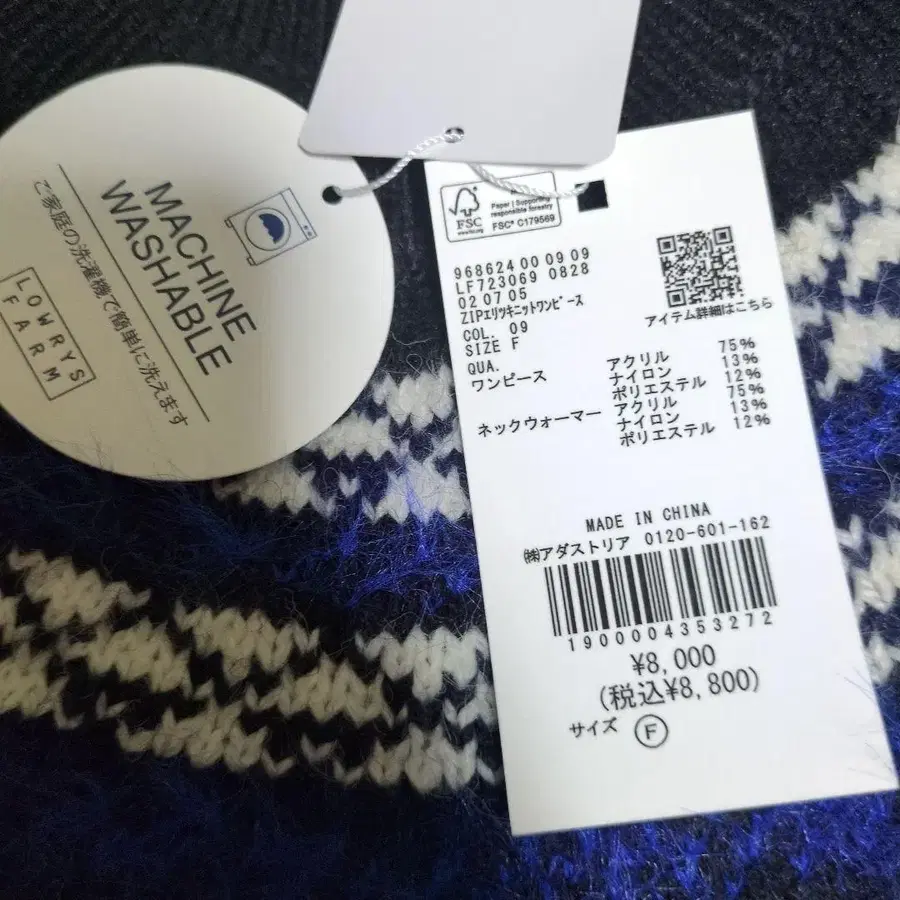 MACHINE
WASHABLE
ご家庭の洗濯機で簡単に洗えます
LOWRYS
FARM
FSC
Paper | Supporting
responsible forestry
FSC® C179569
968624 00 09 09
LF723069 0828
02 07 05
ZIPエリツキニットワンピース
COL. 09
SIZE F
QUA.
アイテム詳細はこちら
ワンピース アクリル 75%
ナイロン 13%
ポリエステル 12%
ネックウォーマー アクリル 75%
ナイロン 13%
ポリエステル 12%
MADE IN CHINA
㈱アダストリア 0120-601-162
1900004353272
¥8,000
(税込¥8,800)
サイズ F